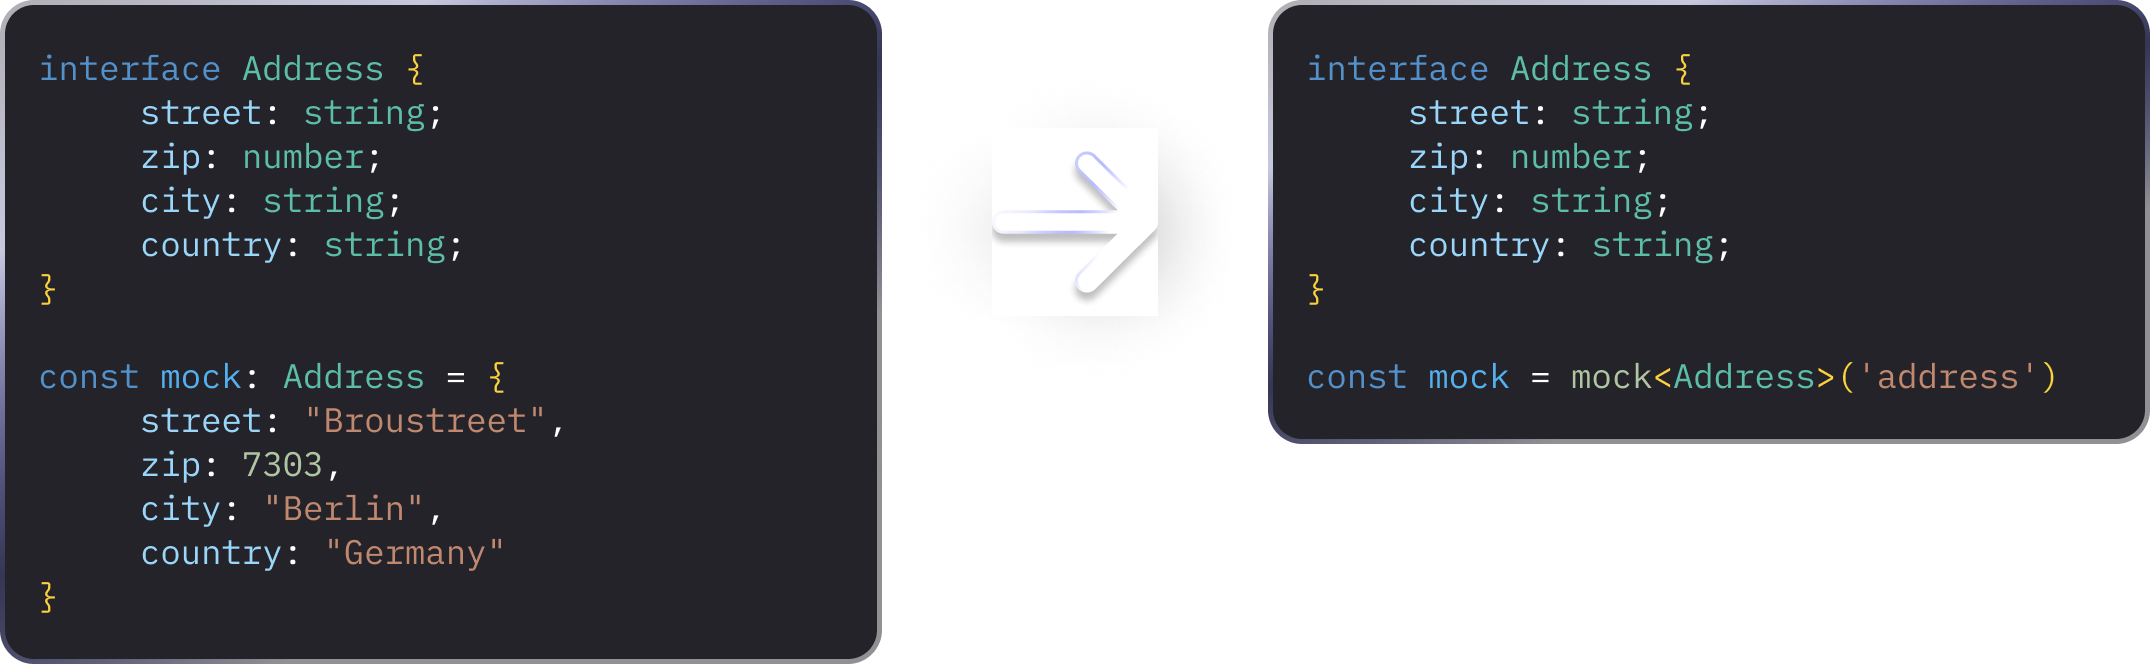 interface Address {
     street: string;
     zip: number;
     city: string;
     country: string;
}

const mock: Address = {
     street: "Broustreet",
     zip: 7303,
     city: "Berlin",
     country: "Germany"
}

interface Address {
     street: string;
     zip: number;
     city: string;
     country: string;
}

const mock = mock<Address>('address')